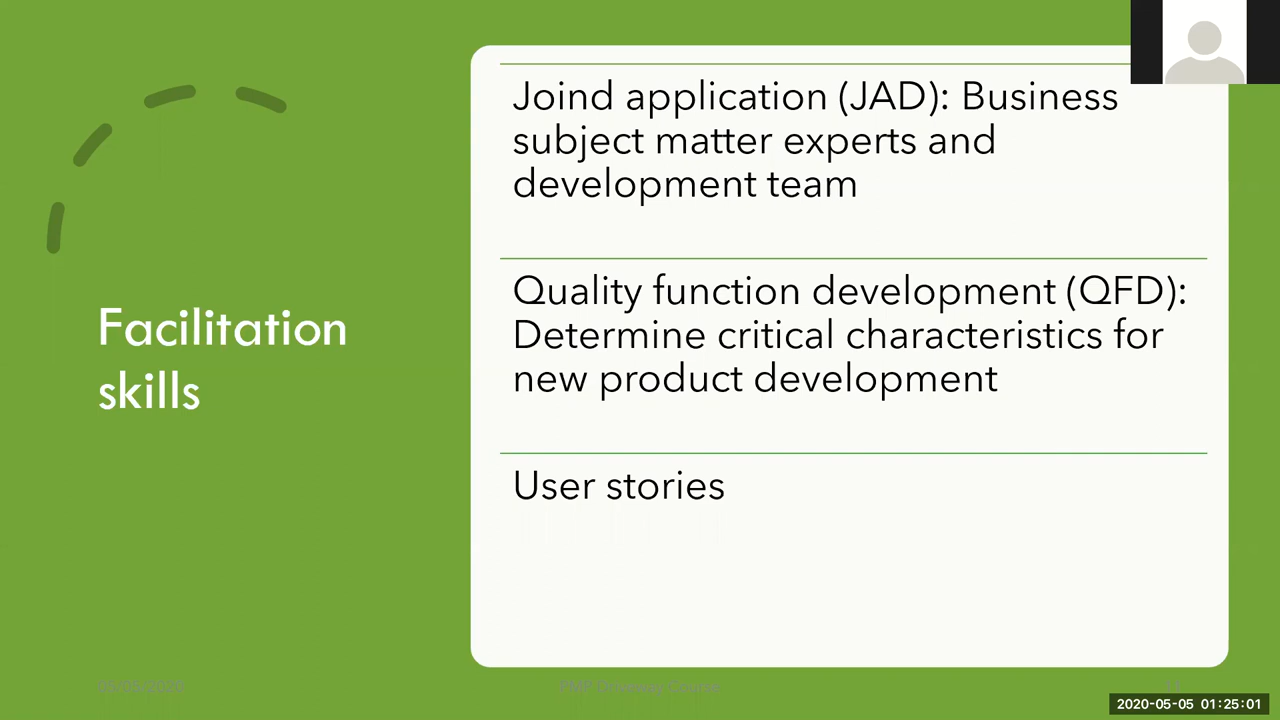 Facilitation
skills
Joind application (JAD): Business
subject matter experts and
development team
Quality function development (QFD):
Determine critical characteristics for
new product development
User stories
2020-05-05 01:25:01